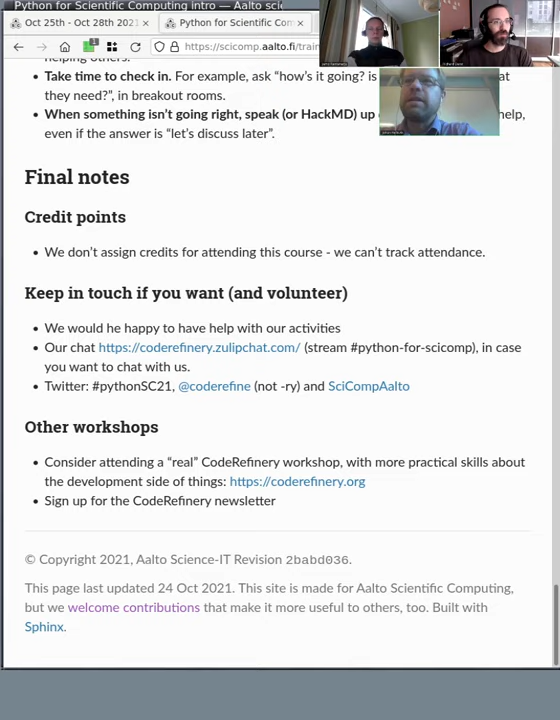 Python for Scientific Computing intro — Aalto sci
Oct 25th - Oct 28th 2021
Python for Scientific Com
https://scicomp.aalto.fi/train
helping others.
• Take time to check in. For example, ask “how’s it going? is at
they need?”, in breakout rooms.
• When something isn’t going right, speak (or HackMD) up help,
even if the answer is “let’s discuss later”.
Final notes
Credit points
• We don’t assign credits for attending this course - we can’t track attendance.
Keep in touch if you want (and volunteer)
• We would he happy to have help with our activities
• Our chat https://coderefinery.zulipchat.com/ (stream #python-for-scicomp), in case
you want to chat with us.
• Twitter: #pythonSC21, @coderefine (not -ry) and SciCompAalto
Other workshops
• Consider attending a “real” CodeRefinery workshop, with more practical skills about
the development side of things: https://coderefinery.org
• Sign up for the CodeRefinery newsletter
© Copyright 2021, Aalto Science-IT Revision 2babd036.
This page last updated 24 Oct 2021. This site is made for Aalto Scientific Computing,
but we welcome contributions that make it more useful to others, too. Built with
Sphinx.